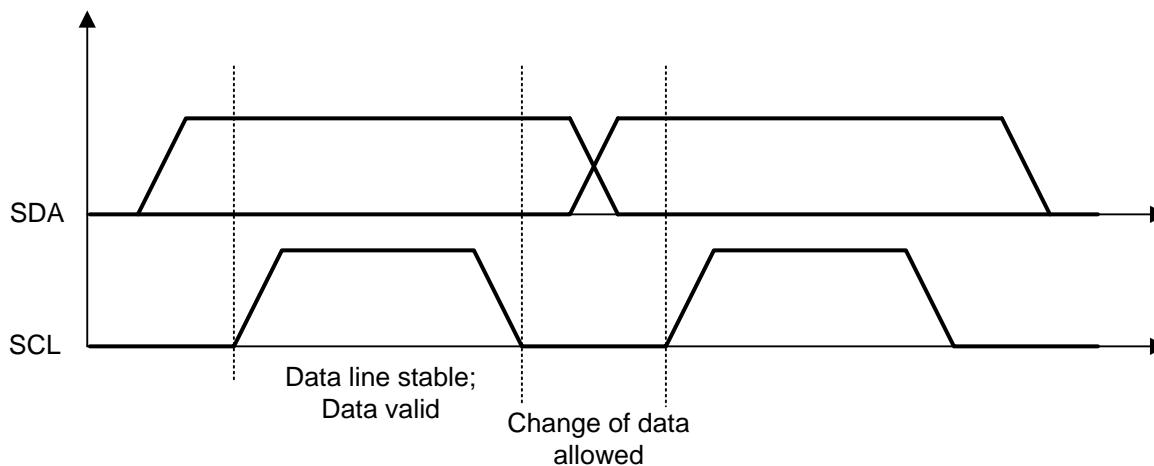 SDA
SCL
Data line stable;
Data valid
Change of data
allowed